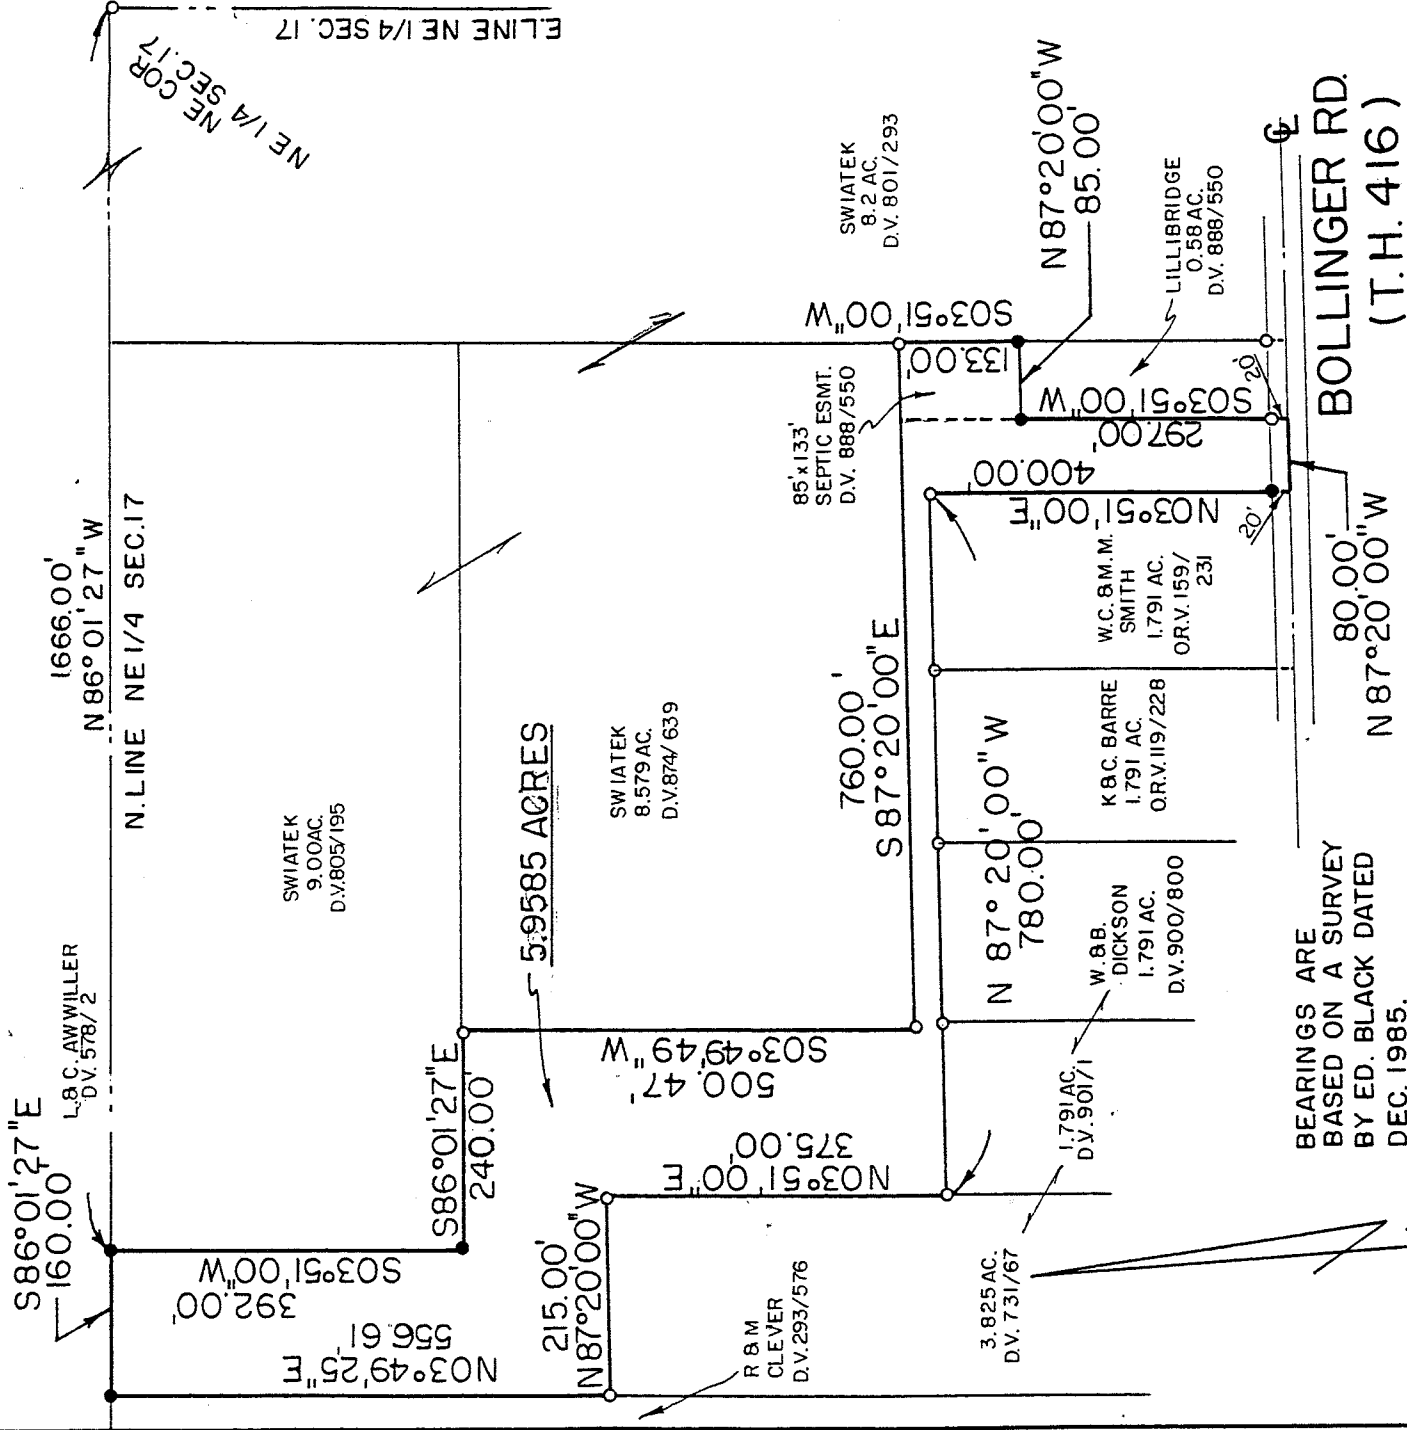 E.LINE NE 1/4 SEC. 17
NE COR
NE 1/4 SEC.17
1666.00'
N 86° 01' 27" W
N. LINE NE 1/4 SEC.17
S86°01'27"E
160.00'
L.& C. AWWILLER
D.V. 578/2
SWIATEK
9.00AC.
D.V.805/195
392.00'
S03°51'00"W
N03°49'25"E
556.61'
S86°01'27"E
240.00'
5.9585 ACRES
SWIATEK
8.579 AC.
D.V.874/639
S03°49'49"W
500.47'
215.00'
N87°20'00"W
N03°51'00"E
375.00'
R & M
CLEVER
D.V.293/576
760.00'
S87°20'00"E
85'x133'
SEPTIC ESMT.
D.V. 888/550
SWIATEK
8.2 AC.
D.V. 801/293
S03°51'00"W
133.00'
N87°20'00"W
85.00'
LILLIBRIDGE
0.58 AC.
D.V. 888/550
S03°51'00"W
297.00'
400.00'
N03°51'00"E
20'
20'
N 87° 20' 00" W
780.00'
W.C.&M.M.
SMITH
1.791 AC.
O.R.V. 159/
231
K & C. BARRE
1.791 AC.
O.R.V. 119/228
W. & B.
DICKSON
1.791 AC.
D.V. 900/800
1.791 AC.
D.V. 901/1
3.825 AC.
D.V. 731/67
80.00'
N 87°20'00"W
℄
BOLLINGER RD.
(T.H. 416)
BEARINGS ARE
BASED ON A SURVEY
BY ED. BLACK DATED
DEC. 1985.